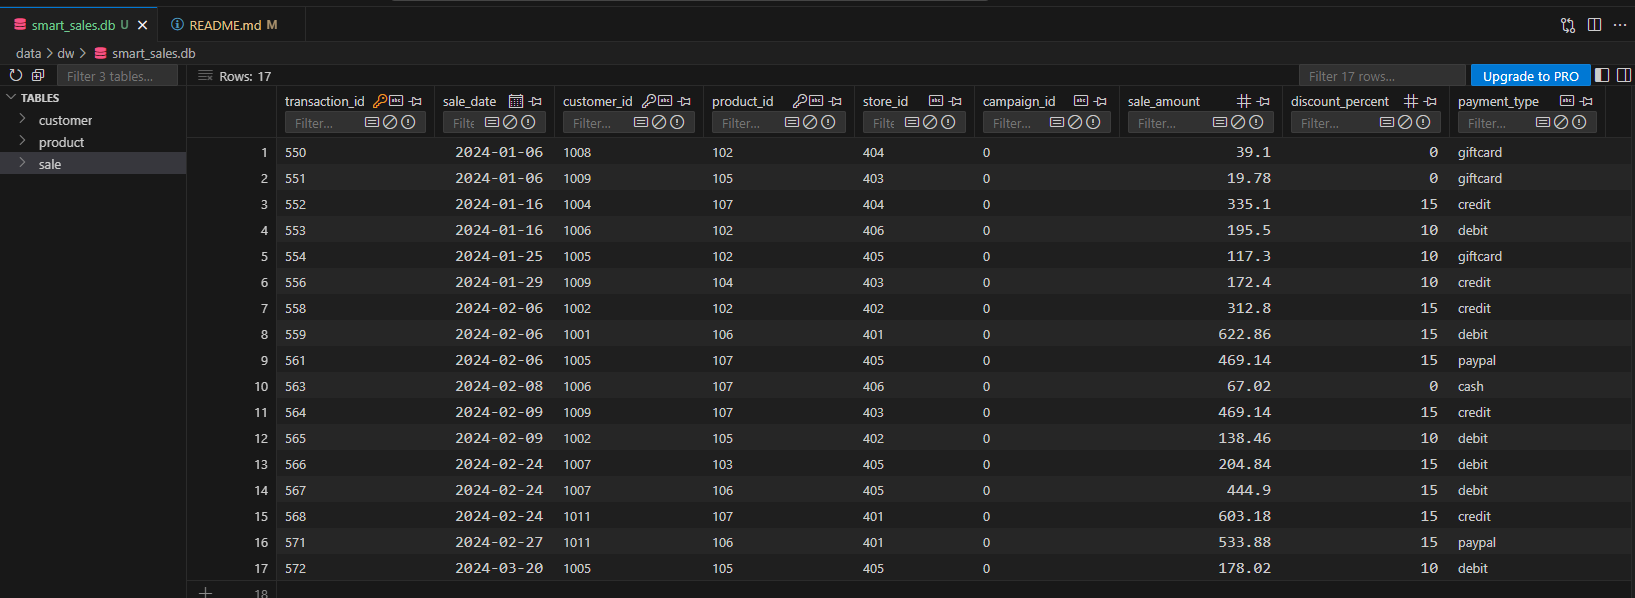 smart_sales.db U
README.md M
data > dw > smart_sales.db
Filter 3 tables...
Rows: 17
Filter 17 rows...
Upgrade to PRO
TABLES
customer
product
sale
transaction_id sale_date customer_id product_id store_id campaign_id sale_amount discount_percent payment_type
Filter... Filte Filter... Filter... Filte Filter... Filter... Filter... Filter...
1 550 2024-01-06 1008 102 404 0 39.1 0 giftcard
2 551 2024-01-06 1009 105 403 0 19.78 0 giftcard
3 552 2024-01-16 1004 107 404 0 335.1 15 credit
4 553 2024-01-16 1006 102 406 0 195.5 10 debit
5 554 2024-01-25 1005 102 405 0 117.3 10 giftcard
6 556 2024-01-29 1009 104 403 0 172.4 10 credit
7 558 2024-02-06 1002 102 402 0 312.8 15 credit
8 559 2024-02-06 1001 106 401 0 622.86 15 debit
9 561 2024-02-06 1005 107 405 0 469.14 15 paypal
10 563 2024-02-08 1006 107 406 0 67.02 0 cash
11 564 2024-02-09 1009 107 403 0 469.14 15 credit
12 565 2024-02-09 1002 105 402 0 138.46 10 debit
13 566 2024-02-24 1007 103 405 0 204.84 15 debit
14 567 2024-02-24 1007 106 405 0 444.9 15 debit
15 568 2024-02-24 1011 107 401 0 603.18 15 credit
16 571 2024-02-27 1011 106 401 0 533.88 15 paypal
17 572 2024-03-20 1005 105 405 0 178.02 10 debit
18